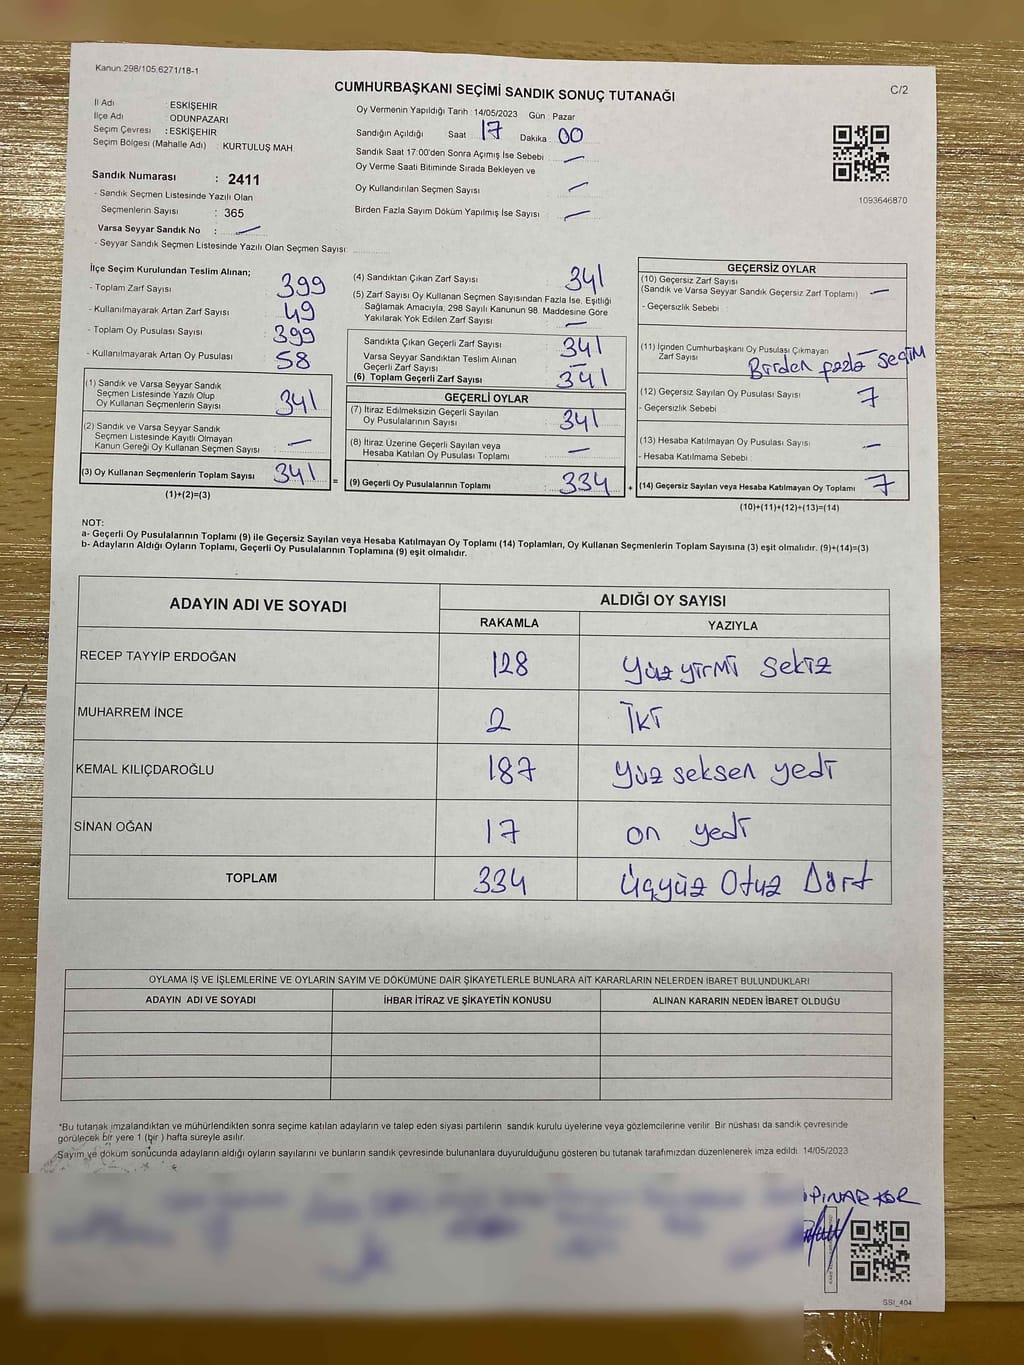 Kanun.298/105,6271/18-1
C/2
CUMHURBAŞKANI SEÇİMİ SANDIK SONUÇ TUTANAĞI
İl Adı : ESKİŞEHİR
İlçe Adı : ODUNPAZARI
Seçim Çevresi : ESKİŞEHİR
Seçim Bölgesi (Mahalle Adı) : KURTULUŞ MAH
Sandık Numarası : 2411
- Sandık Seçmen Listesinde Yazılı Olan
Seçmenlerin Sayısı : 365
Varsa Seyyar Sandık No : —
- Seyyar Sandık Seçmen Listesinde Yazılı Olan Seçmen Sayısı:
Oy Vermenin Yapıldığı Tarih : 14/05/2023 Gün : Pazar
Sandığın Açıldığı Saat 17 Dakika 00
Sandık Saat 17:00'den Sonra Açımış İse Sebebi : —
Oy Verme Saati Bitiminde Sırada Bekleyen ve
Oy Kullandırılan Seçmen Sayısı : —
Birden Fazla Sayım Döküm Yapılmış İse Sayısı : —
1093646870
İlçe Seçim Kurulundan Teslim Alınan;
- Toplam Zarf Sayısı : 399
- Kullanılmayarak Artan Zarf Sayısı : 49
- Toplam Oy Pusulası Sayısı : 399
- Kullanılmayarak Artan Oy Pusulası : 58
(1) Sandık ve Varsa Seyyar Sandık
Seçmen Listesinde Yazılı Olup
Oy Kullanan Seçmenlerin Sayısı : 341
(2) Sandık ve Varsa Seyyar Sandık
Seçmen Listesinde Kayıtlı Olmayan
Kanun Gereği Oy Kullanan Seçmen Sayısı : —
(3) Oy Kullanan Seçmenlerin Toplam Sayısı : 341
(1)+(2)=(3)
=
(4) Sandıktan Çıkan Zarf Sayısı : 341
(5) Zarf Sayısı Oy Kullanan Seçmen Sayısından Fazla İse, Eşitliği
Sağlamak Amacıyla, 298 Sayılı Kanunun 98. Maddesine Göre
Yakılarak Yok Edilen Zarf Sayısı : —
Sandıkta Çıkan Geçerli Zarf Sayısı : 341
Varsa Seyyar Sandıktan Teslim Alınan
Geçerli Zarf Sayısı : —
(6) Toplam Geçerli Zarf Sayısı : 341
GEÇERLİ OYLAR
(7) İtiraz Edilmeksizin Geçerli Sayılan
Oy Pusulalarının Sayısı : 341
(8) İtiraz Üzerine Geçerli Sayılan veya
Hesaba Katılan Oy Pusulası Toplamı : —
(9) Geçerli Oy Pusulalarının Toplamı : 334
+
GEÇERSİZ OYLAR
(10) Geçersiz Zarf Sayısı
(Sandık ve Varsa Seyyar Sandık Geçersiz Zarf Toplamı) : —
- Geçersizlik Sebebi :
(11) İçinden Cumhurbaşkanı Oy Pusulası Çıkmayan
Zarf Sayısı : —
Birden fazla seçim
(12) Geçersiz Sayılan Oy Pusulası Sayısı : 7
- Geçersizlik Sebebi :
(13) Hesaba Katılmayan Oy Pusulası Sayısı : —
- Hesaba Katılmama Sebebi :
(14) Geçersiz Sayılan veya Hesaba Katılmayan Oy Toplamı : 7
(10)+(11)+(12)+(13)=(14)
NOT:
a- Geçerli Oy Pusulalarının Toplamı (9) ile Geçersiz Sayılan veya Hesaba Katılmayan Oy Toplamı (14) Toplamları, Oy Kullanan Seçmenlerin Toplam Sayısına (3) eşit olmalıdır. (9)+(14)=(3)
b- Adayların Aldığı Oyların Toplamı, Geçerli Oy Pusulalarının Toplamına (9) eşit olmalıdır.
ADAYIN ADI VE SOYADI
ALDIĞI OY SAYISI
RAKAMLA YAZIYLA
RECEP TAYYİP ERDOĞAN 128 Yüz yirmi sekiz
MUHARREM İNCE 2 İki
KEMAL KILIÇDAROĞLU 187 Yüz seksen yedi
SİNAN OĞAN 17 on yedi
TOPLAM 334 Üçyüz Otuz Dört
OYLAMA İŞ VE İŞLEMLERİNE VE OYLARIN SAYIM VE DÖKÜMÜNE DAİR ŞİKAYETLERLE BUNLARA AİT KARARLARIN NELERDEN İBARET BULUNDUKLARI
ADAYIN ADI VE SOYADI İHBAR İTİRAZ VE ŞİKAYETİN KONUSU ALINAN KARARIN NEDEN İBARET OLDUĞU
*Bu tutanak imzalandıktan ve mühürlendikten sonra seçime katılan adayların ve talep eden siyasi partilerin sandık kurulu üyelerine veya gözlemcilerine verilir. Bir nüshası da sandık çevresinde
görülecek bir yere 1 (bir ) hafta süreyle asılır.
Sayım ve döküm sonucunda adayların aldığı oyların sayılarını ve bunların sandık çevresinde bulunanlara duyurulduğunu gösteren bu tutanak tarafımızdan düzenlenerek imza edildi. 14/05/2023
PINAR KOR
SSI_404